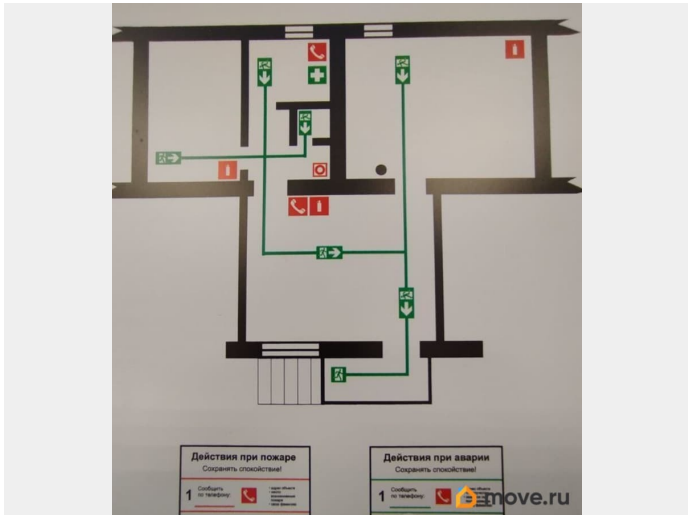 Действия при пожаре
Сохранять спокойствие!
1 Сообщить
по телефону:
Действия при аварии
Сохранять спокойствие!
1 Сообщить
по телефону:
move.ru